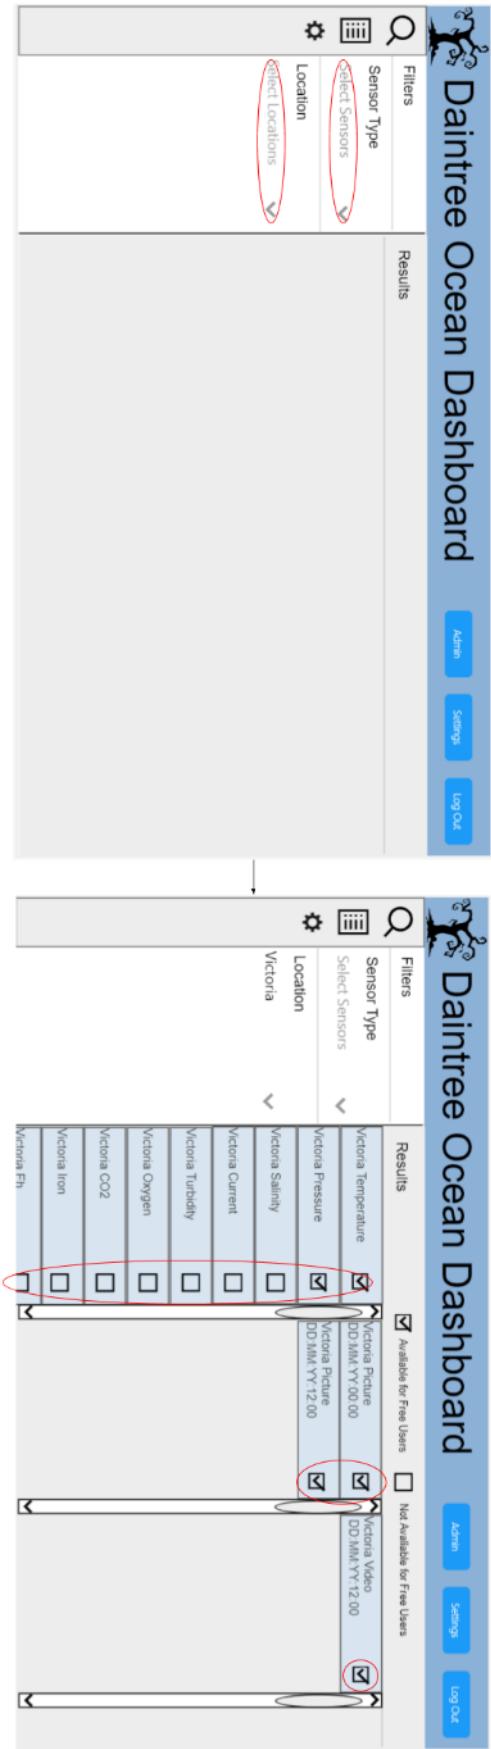 Daintree Ocean Dashboard
Admin
Settings
Log Out
Filters
Results
Sensor Type
Select Sensors
Location
Select Locations
Daintree Ocean Dashboard
Admin
Settings
Log Out
Filters
Results
Available for Free Users
Not Available for Free Users
Sensor Type
Select Sensors
Location
Victoria
Victoria Temperature
Victoria Pressure
Victoria Salinity
Victoria Current
Victoria Turbidity
Victoria Oxygen
Victoria CO2
Victoria Iron
Victoria
Victoria Picture
DD:MM:YY:00:00
Victoria Picture
DD:MM:YY:12:00
Victoria Video
DD:MM:YY:12:00